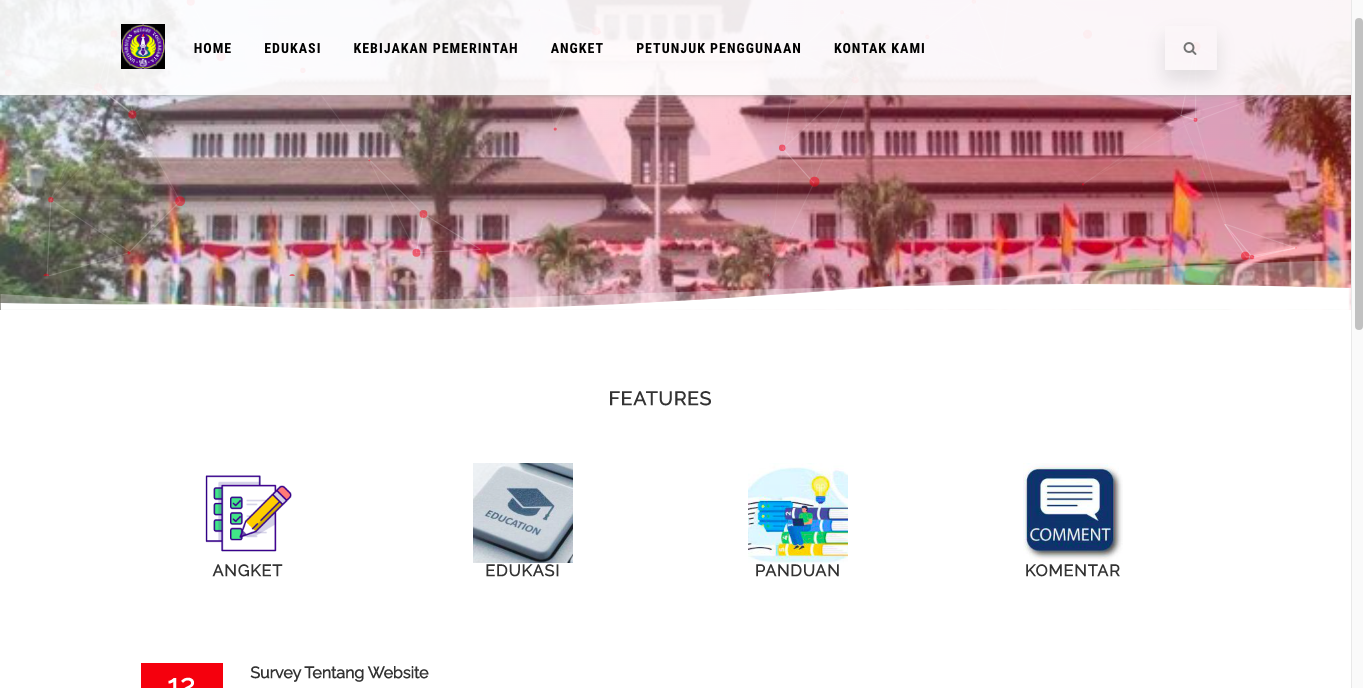 HOME EDUKASI KEBIJAKAN PEMERINTAH ANGKET PETUNJUK PENGGUNAAN KONTAK KAMI
FEATURES
EDUCATION
COMMENT
ANGKET EDUKASI PANDUAN KOMENTAR
Survey Tentang Website